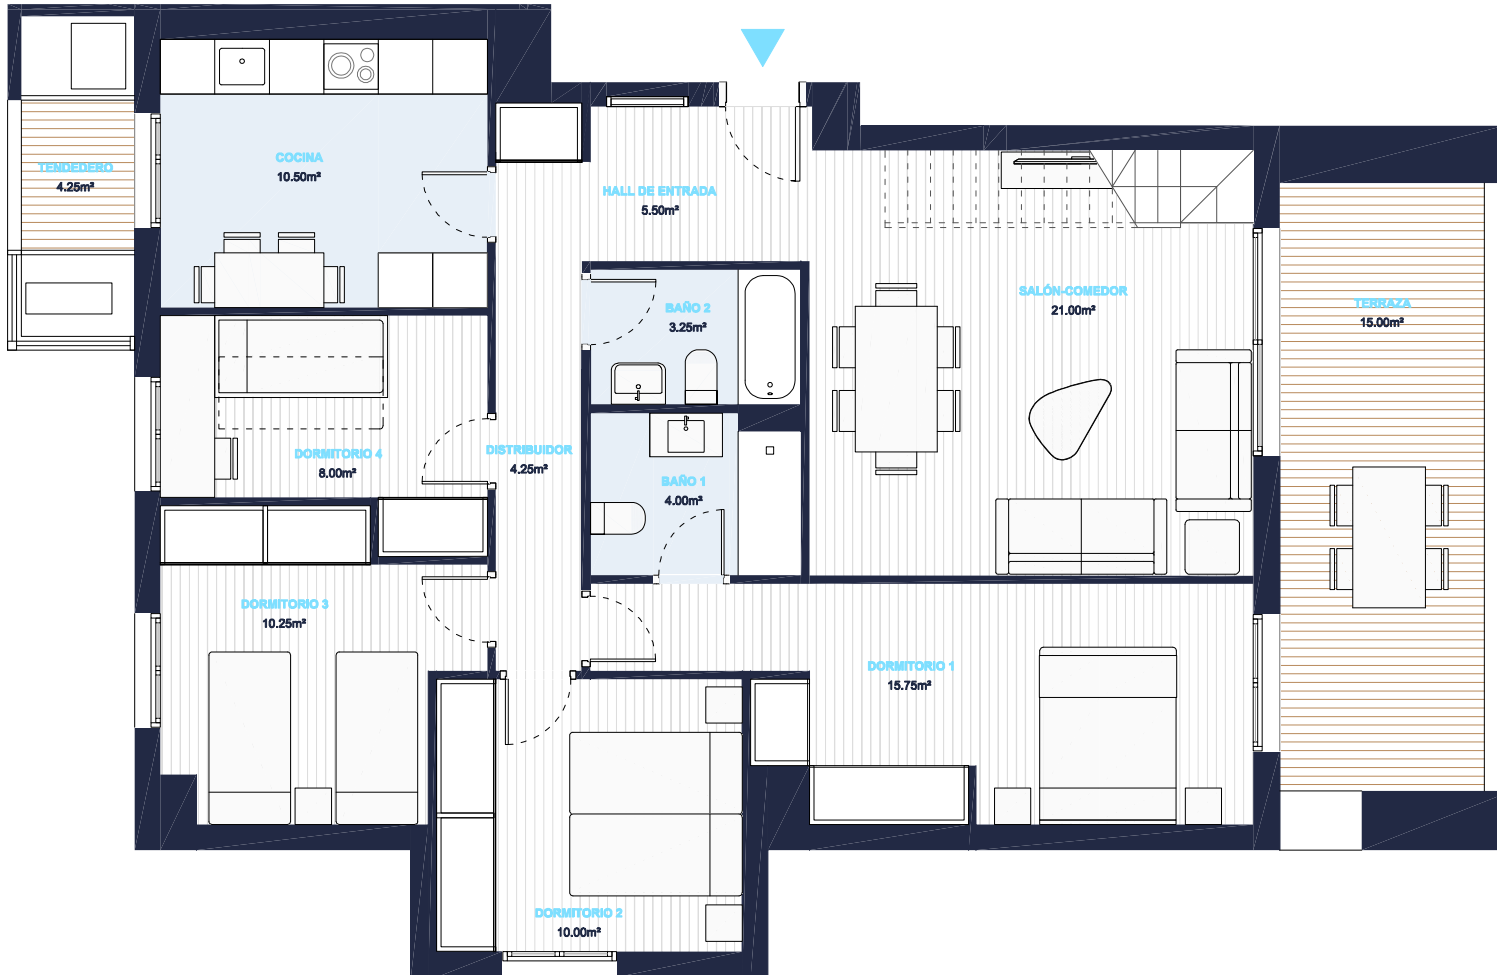 COCINA
10.50m²
TENDEDERO
4.25m²
HALL DE ENTRADA
5.50m²
SALÓN-COMEDOR
21.00m²
TERRAZA
15.00m²
BAÑO 2
3.25m²
DORMITORIO 4
8.00m²
DISTRIBUIDOR
4.25m²
BAÑO 1
4.00m²
DORMITORIO 3
10.25m²
DORMITORIO 1
15.75m²
DORMITORIO 2
10.00m²